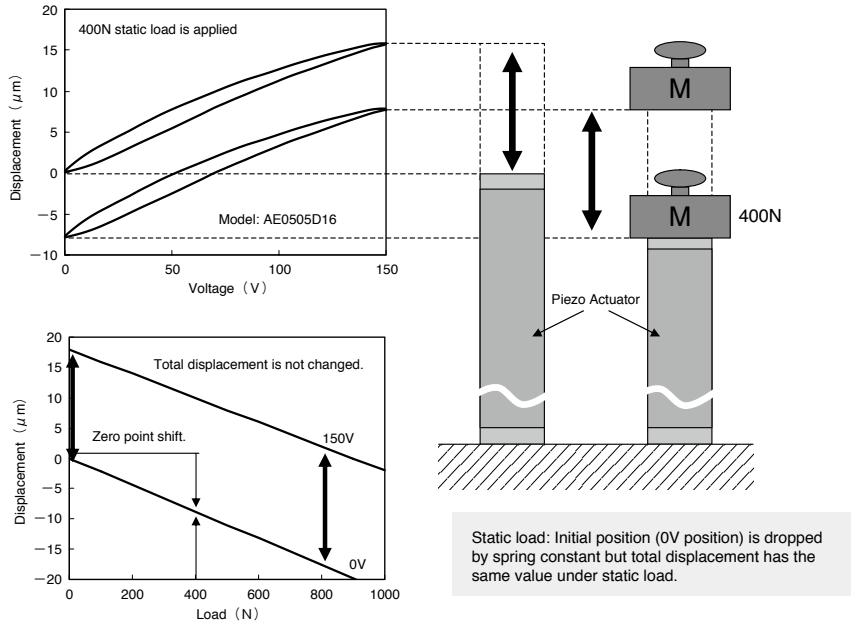 20
15
10
5
0
−5
−10
Displacement（μm）
400N static load is applied
Model: AE0505D16
0
50
100
150
Voltage（V）
M
M
400N
Piezo Actuator
20
15
10
5
0
−5
−10
−15
−20
Displacement（μm）
Total displacement is not changed.
150V
Zero point shift.
0V
0
200
400
600
800
1000
Load（N）
Static load: Initial position (0V position) is dropped
by spring constant but total displacement has the
same value under static load.